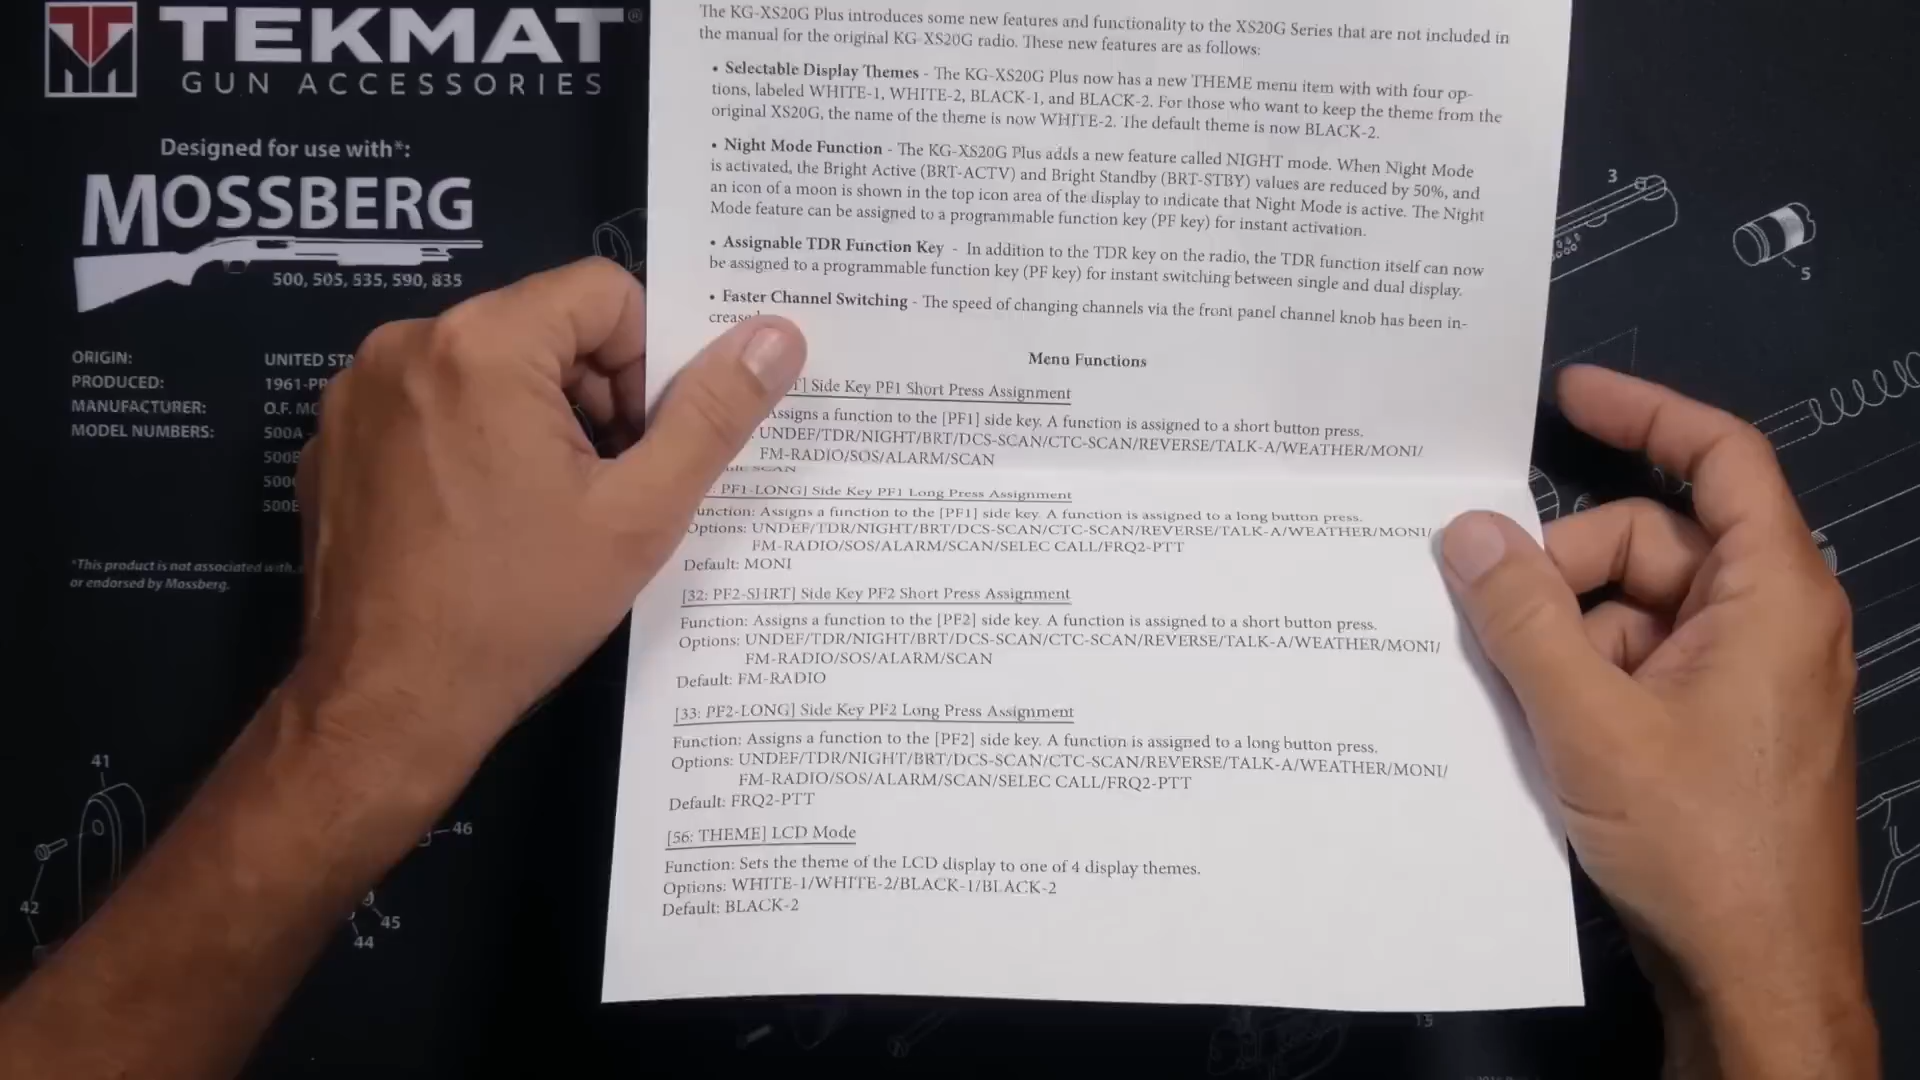 TEKMAT®
GUN ACCESSORIES
Designed for use with*:
MOSSBERG
500, 505, 535, 590, 835
ORIGIN: UNITED
PRODUCED: 1961-
MANUFACTURER: O.F.
MODEL NUMBERS: 500A
*This product is not associated with
or endorsed by Mossberg.
41
42
46
45
44
3
5
15
The KG-XS20G Plus introduces some new features and functionality to the XS20G Series that are not included in
the manual for the original KG-XS20G radio. These new features are as follows:
• Selectable Display Themes - The KG-XS20G Plus now has a new THEME menu item with with four op-
tions, labeled WHITE-1, WHITE-2, BLACK-1, and BLACK-2. For those who want to keep the theme from the
original XS20G, the name of the theme is now WHITE-2. The default theme is now BLACK-2.
• Night Mode Function - The KG-XS20G Plus adds a new feature called NIGHT mode. When Night Mode
is activated, the Bright Active (BRT-ACTV) and Bright Standby (BRT-STBY) values are reduced by 50%, and
an icon of a moon is shown in the top icon area of the display to indicate that Night Mode is active. The Night
Mode feature can be assigned to a programmable function key (PF key) for instant activation.
• Assignable TDR Function Key - In addition to the TDR key on the radio, the TDR function itself can now
be assigned to a programmable function key (PF key) for instant switching between single and dual display.
• Faster Channel Switching - The speed of changing channels via the front panel channel knob has been in-
creased
Menu Functions
T] Side Key PF1 Short Press Assignment
Assigns a function to the [PF1] side key. A function is assigned to a short button press.
UNDEF/TDR/NIGHT/BRT/DCS-SCAN/CTC-SCAN/REVERSE/TALK-A/WEATHER/MONI/
FM-RADIO/SOS/ALARM/SCAN
SCAN
PF1-LONG] Side Key PF1 Long Press Assignment
unction: Assigns a function to the [PF1] side key. A function is assigned to a long button press.
Options: UNDEF/TDR/NIGHT/BRT/DCS-SCAN/CTC-SCAN/REVERSE/TALK-A/WEATHER/MONI/
FM-RADIO/SOS/ALARM/SCAN/SELEC CALL/FRQ2-PTT
Default: MONI
[32: PF2-SHRT] Side Key PF2 Short Press Assignment
Function: Assigns a function to the [PF2] side key. A function is assigned to a short button press.
Options: UNDEF/TDR/NIGHT/BRT/DCS-SCAN/CTC-SCAN/REVERSE/TALK-A/WEATHER/MONI/
FM-RADIO/SOS/ALARM/SCAN
Default: FM-RADIO
[33: PF2-LONG] Side Key PF2 Long Press Assignment
Function: Assigns a function to the [PF2] side key. A function is assigned to a long button press.
Options: UNDEF/TDR/NIGHT/BRT/DCS-SCAN/CTC-SCAN/REVERSE/TALK-A/WEATHER/MONI/
FM-RADIO/SOS/ALARM/SCAN/SELEC CALL/FRQ2-PTT
Default: FRQ2-PTT
[56: THEME] LCD Mode
Function: Sets the theme of the LCD display to one of 4 display themes.
Options: WHITE-1/WHITE-2/BLACK-1/BLACK-2
Default: BLACK-2